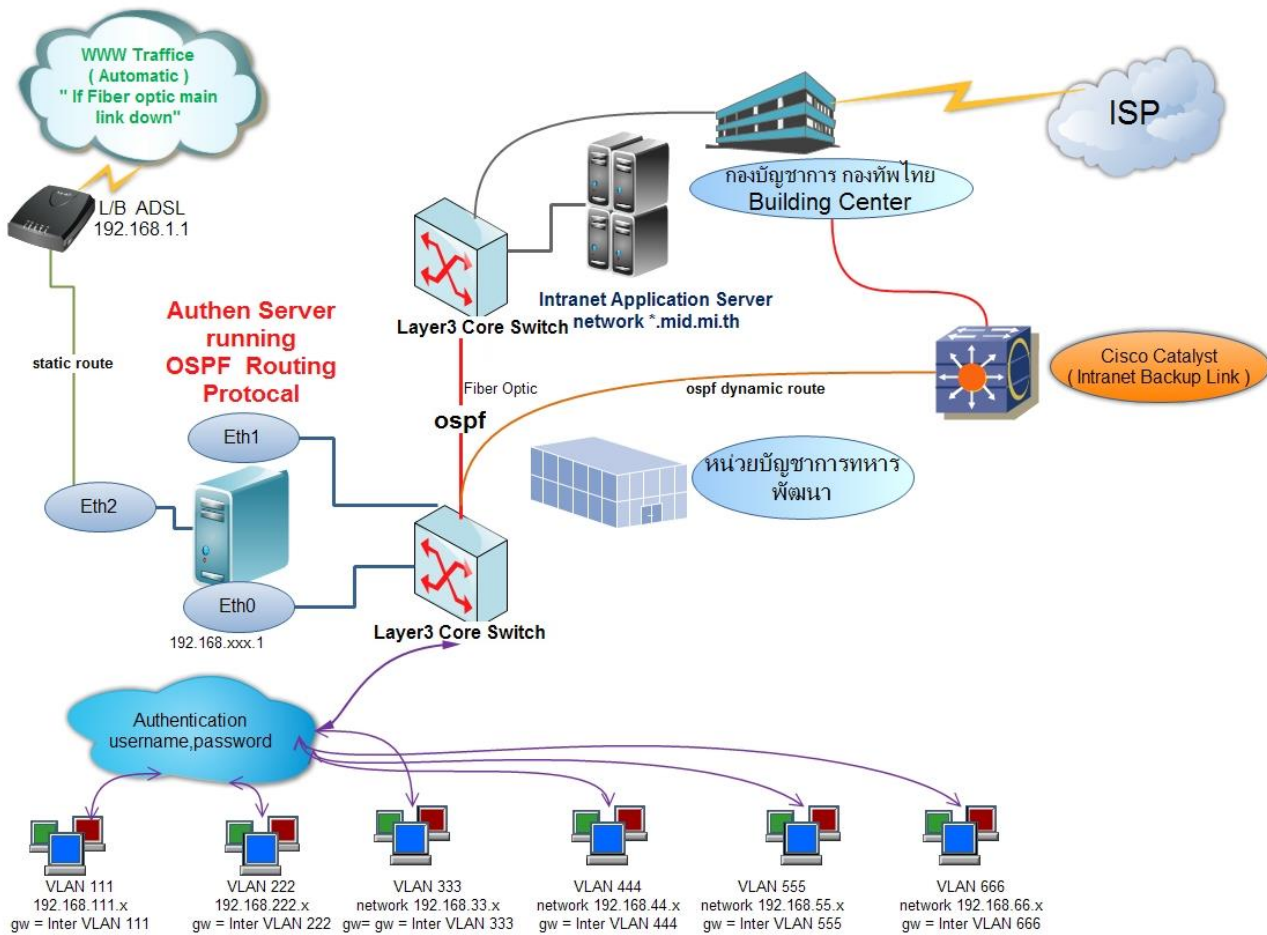 WWW Traffice
( Automatic )
" If Fiber optic main
link down"
ISP
L/B ADSL
192.168.1.1
กองบัญชาการ กองทัพไทย
Building Center
Intranet Application Server
network *.mid.mi.th
Layer3 Core Switch
Authen Server
running
OSPF Routing
Protocal
static route
Fiber Optic
ospf
ospf dynamic route
Cisco Catalyst
( Intranet Backup Link )
Eth1
หน่วยบัญชาการทหาร
พัฒนา
Eth2
Eth0
192.168.xxx.1
Layer3 Core Switch
Authentication
username,password
VLAN 111
192.168.111.x
gw = Inter VLAN 111
VLAN 222
192.168.222.x
gw = Inter VLAN 222
VLAN 333
network 192.168.33.x
gw= gw = Inter VLAN 333
VLAN 444
network 192.168.44.x
gw = Inter VLAN 444
VLAN 555
network 192.168.55.x
gw = Inter VLAN 555
VLAN 666
network 192.168.66.x
gw = Inter VLAN 666